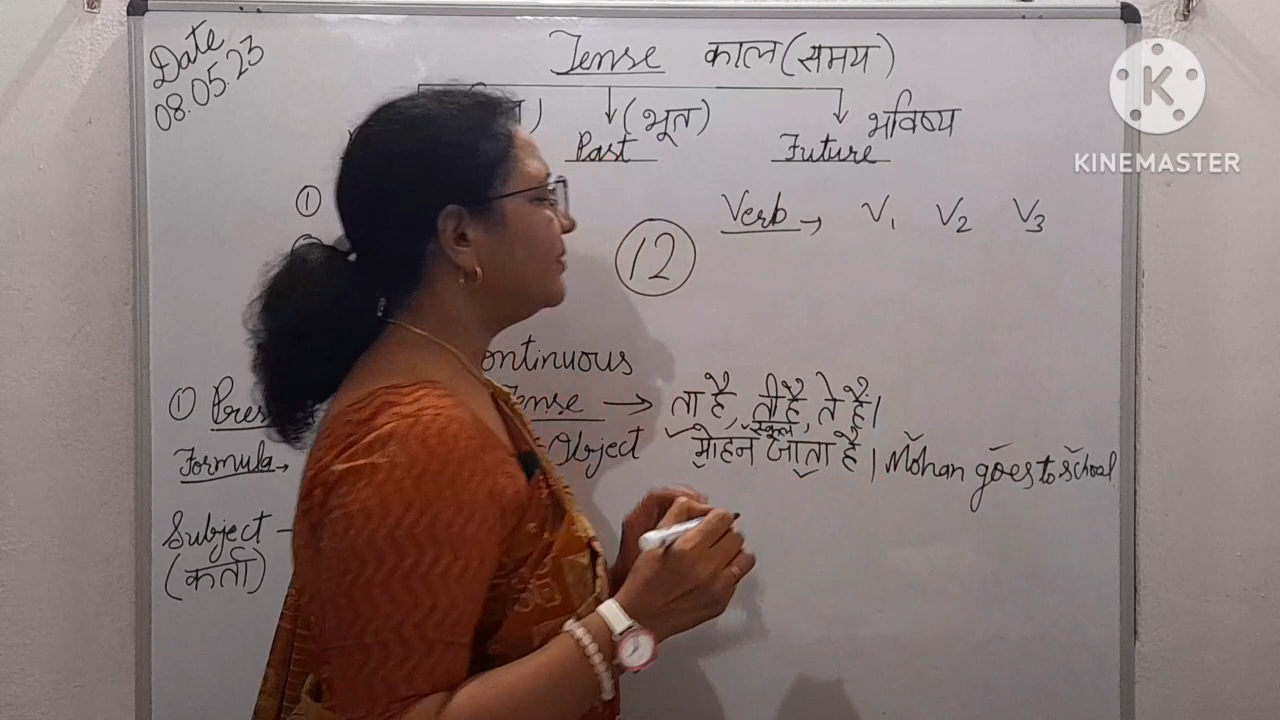 Date
08.05.23
Tense काल (समय)
(भूत)
भविष्य
Past
Future
KINEMASTER
①
Verb → V1 V2 V3
12
ontinuous
① Pres
Tense → ता है, ती है, ते हैं।
स्कूल
Formula →
Object
मोहन जाता है। Mohan goes to school
Subject -
(कर्ता)